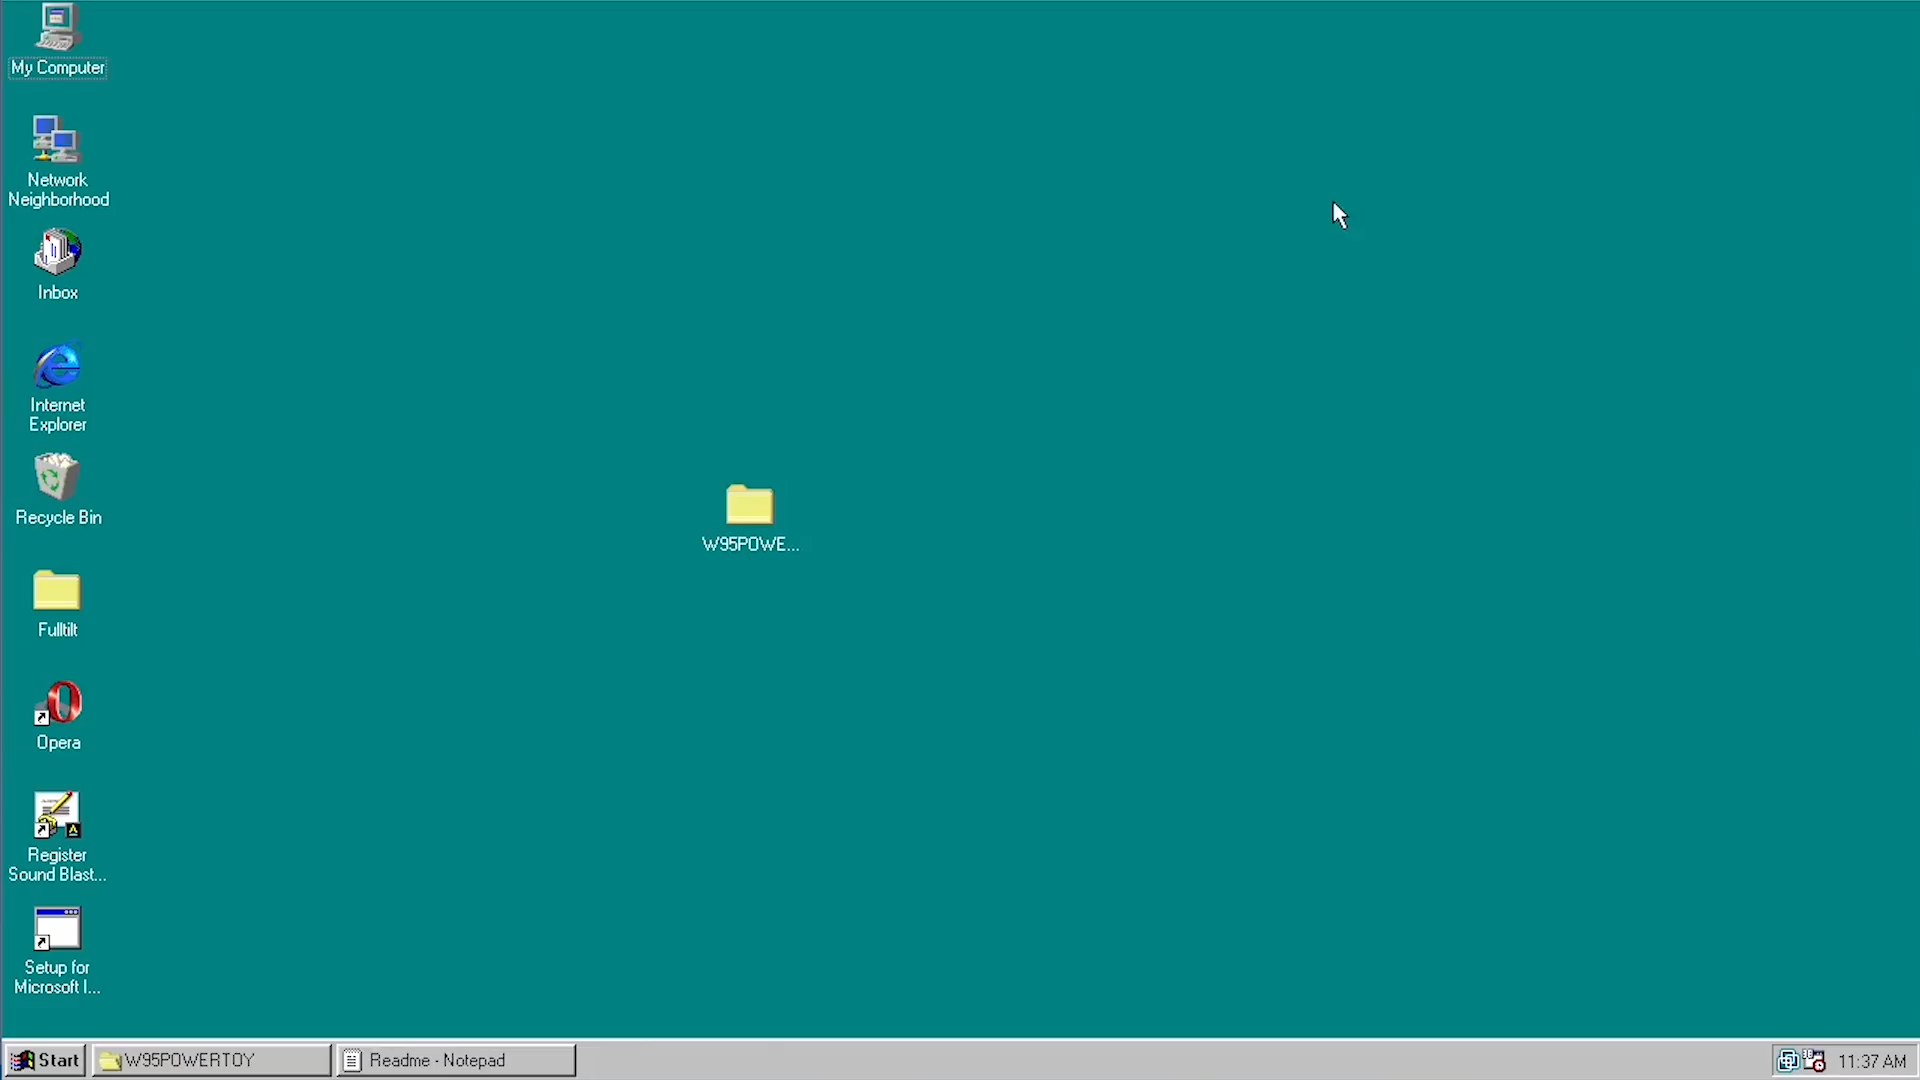 My Computer
Network
Neighborhood
Inbox
Internet
Explorer
Recycle Bin
Fulltilt
Opera
Register
Sound Blast...
Setup for
Microsoft I...
W95POWE...
Start
W95POWERTOY
Readme - Notepad
11:37 AM